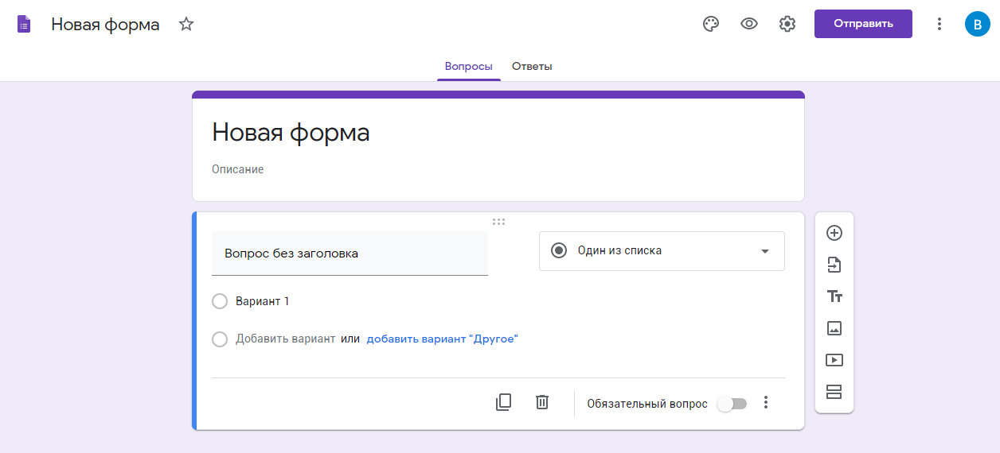 Новая форма
Отправить
В
Вопросы Ответы
Новая форма
Описание
Вопрос без заголовка
Один из списка
Вариант 1
Добавить вариант или добавить вариант "Другое"
Tт
Обязательный вопрос